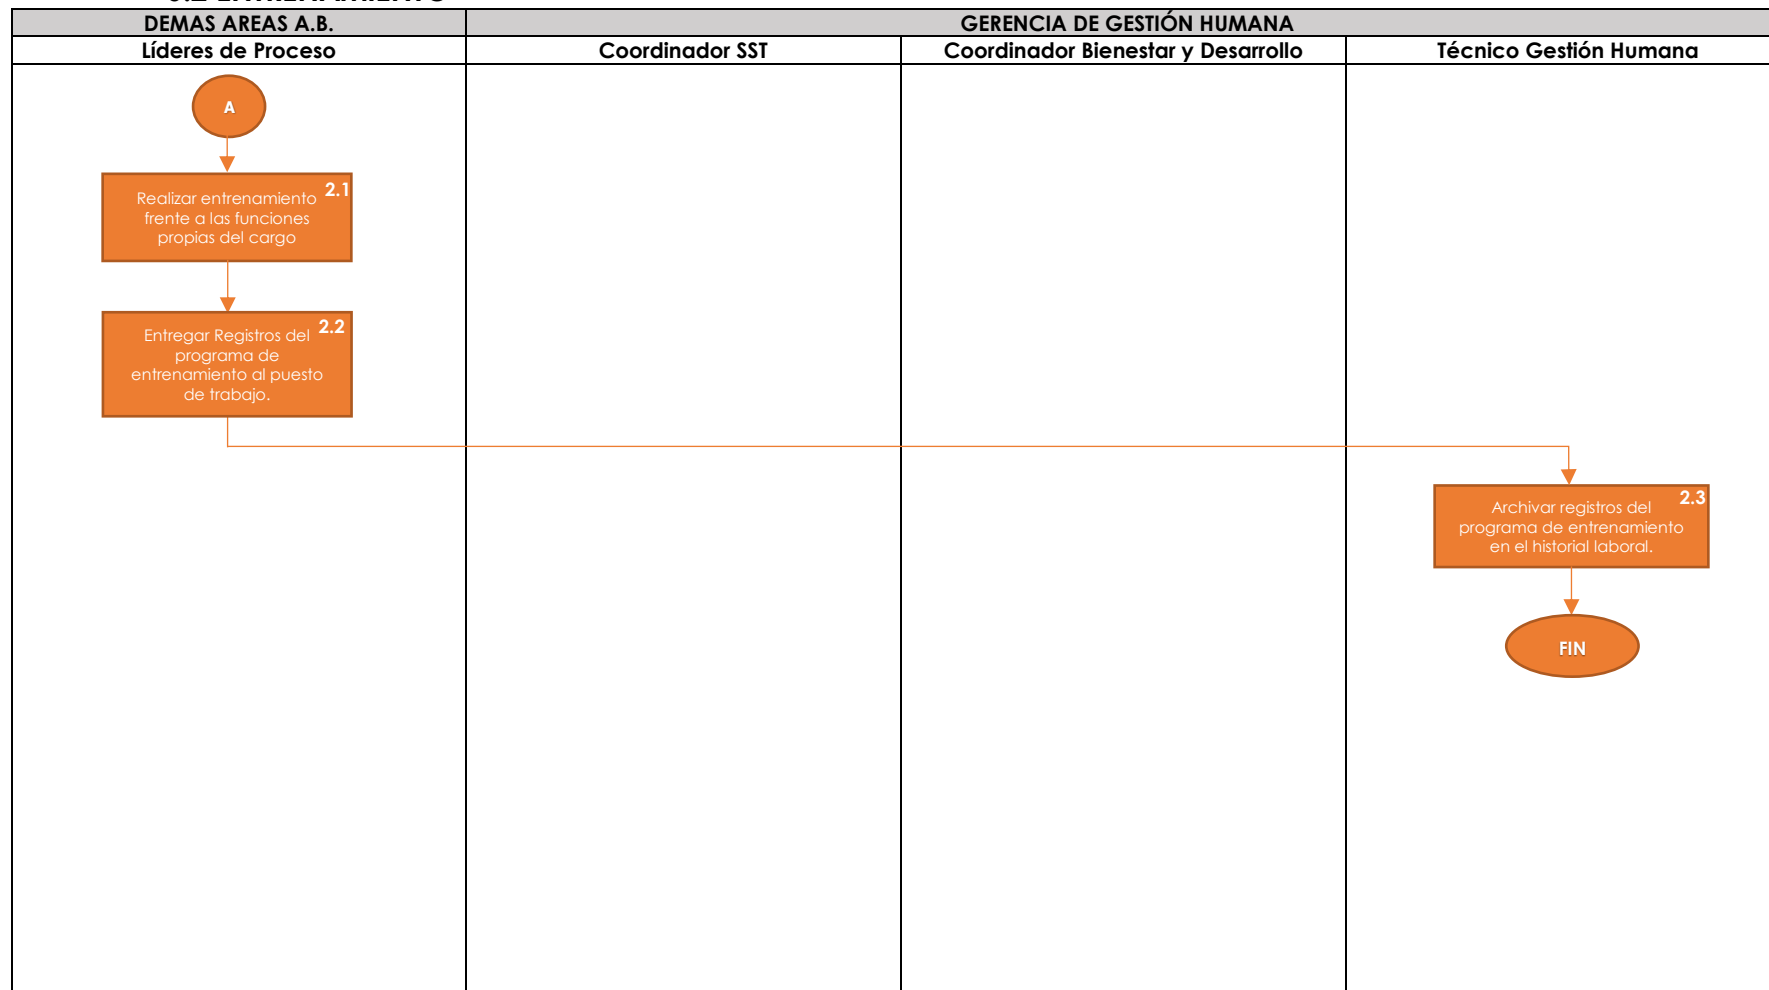 DEMAS AREAS A.B.
GERENCIA DE GESTIÓN HUMANA
Líderes de Proceso
Coordinador SST
Coordinador Bienestar y Desarrollo
Técnico Gestión Humana
A
2.1
Realizar entrenamiento
frente a las funciones
propias del cargo
2.2
Entregar Registros del
programa de
entrenamiento al puesto
de trabajo.
2.3
Archivar registros del
programa de entrenamiento
en el historial laboral.
FIN